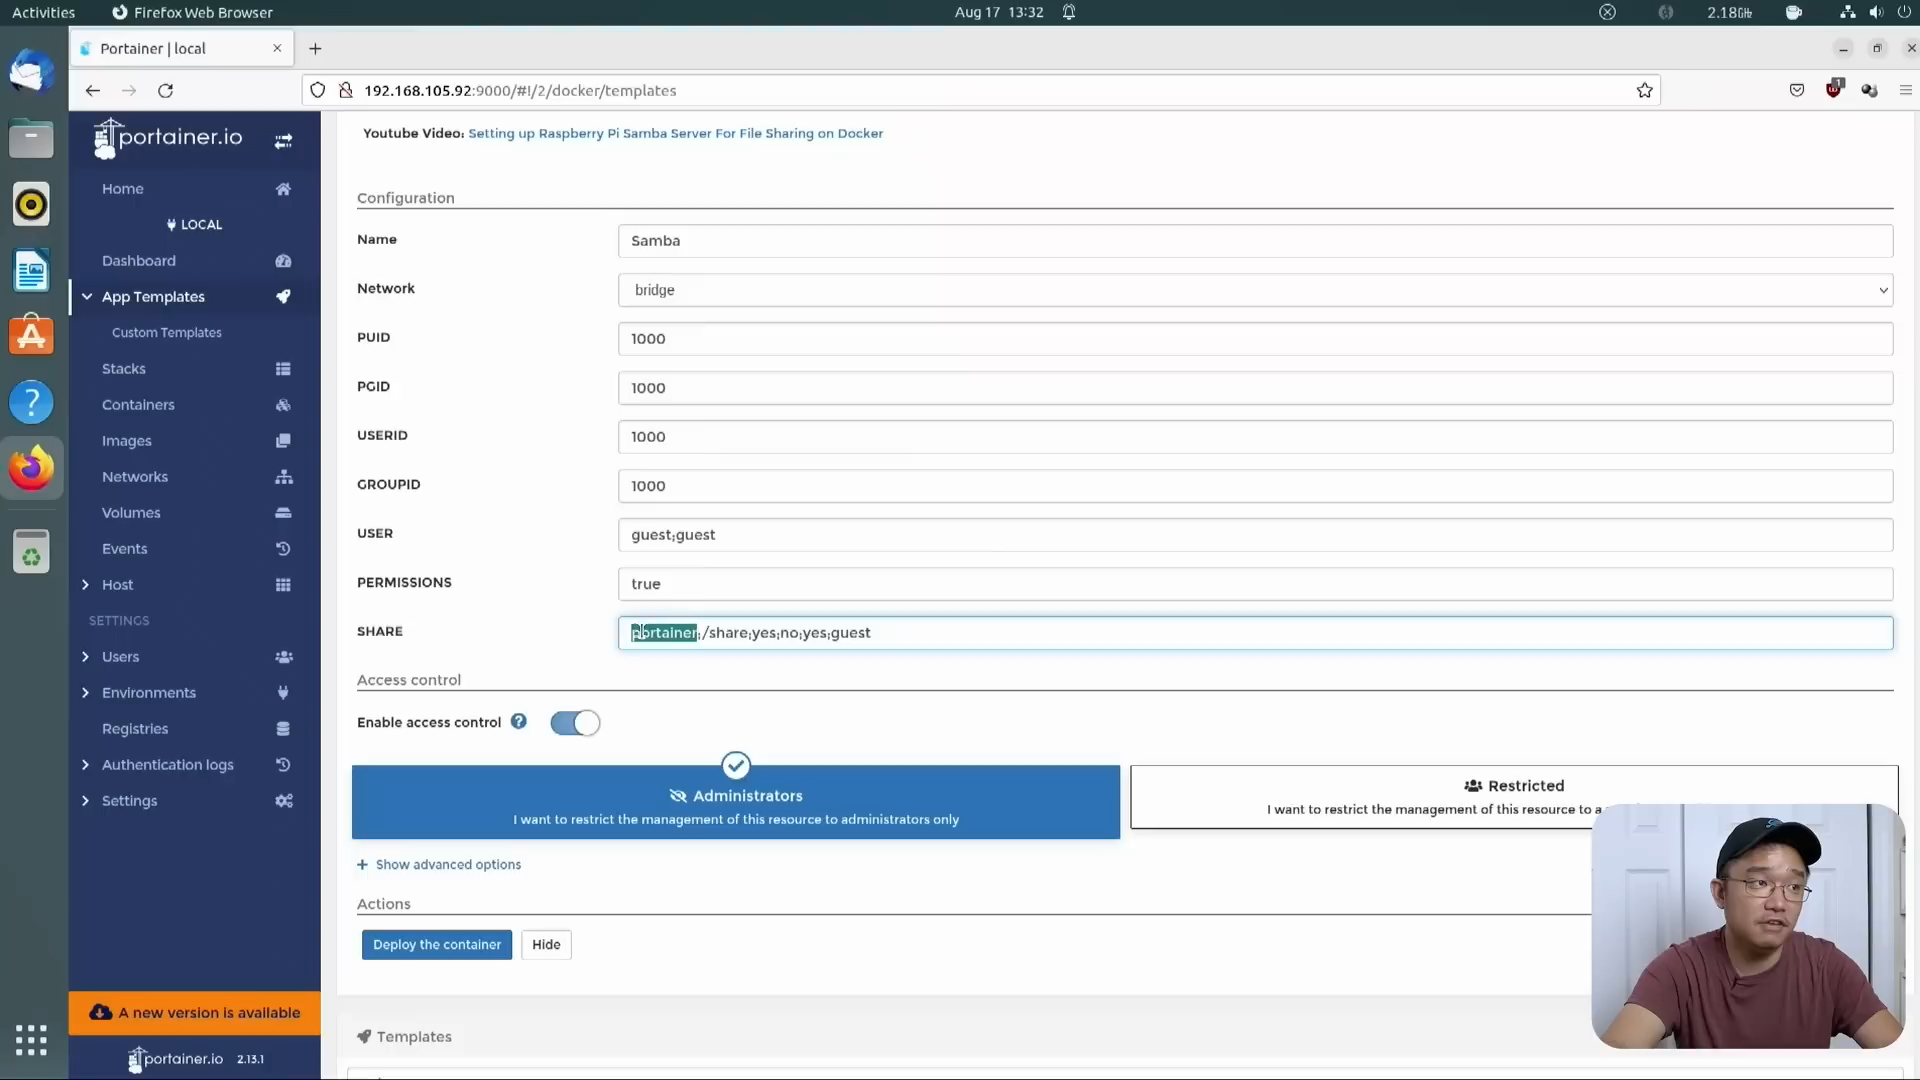 Activities
Firefox Web Browser
Aug 17 13:32
2.18GHz
Portainer | local
192.168.105.92:9000/#!/2/docker/templates
1
portainer.io
Home
LOCAL
Dashboard
App Templates
Custom Templates
Stacks
Containers
Images
Networks
Volumes
Events
Host
SETTINGS
Users
Environments
Registries
Authentication logs
Settings
A new version is available
portainer.io 2.13.1
Youtube Video: Setting up Raspberry Pi Samba Server For File Sharing on Docker
Configuration
Name Samba
Network bridge
PUID 1000
PGID 1000
USERID 1000
GROUPID 1000
USER guest;guest
PERMISSIONS true
SHARE portainer;/share;yes;no;yes;guest
Access control
Enable access control
Administrators
I want to restrict the management of this resource to administrators only
Restricted
I want to restrict the management of this resource to a
Show advanced options
Actions
Deploy the container Hide
Templates